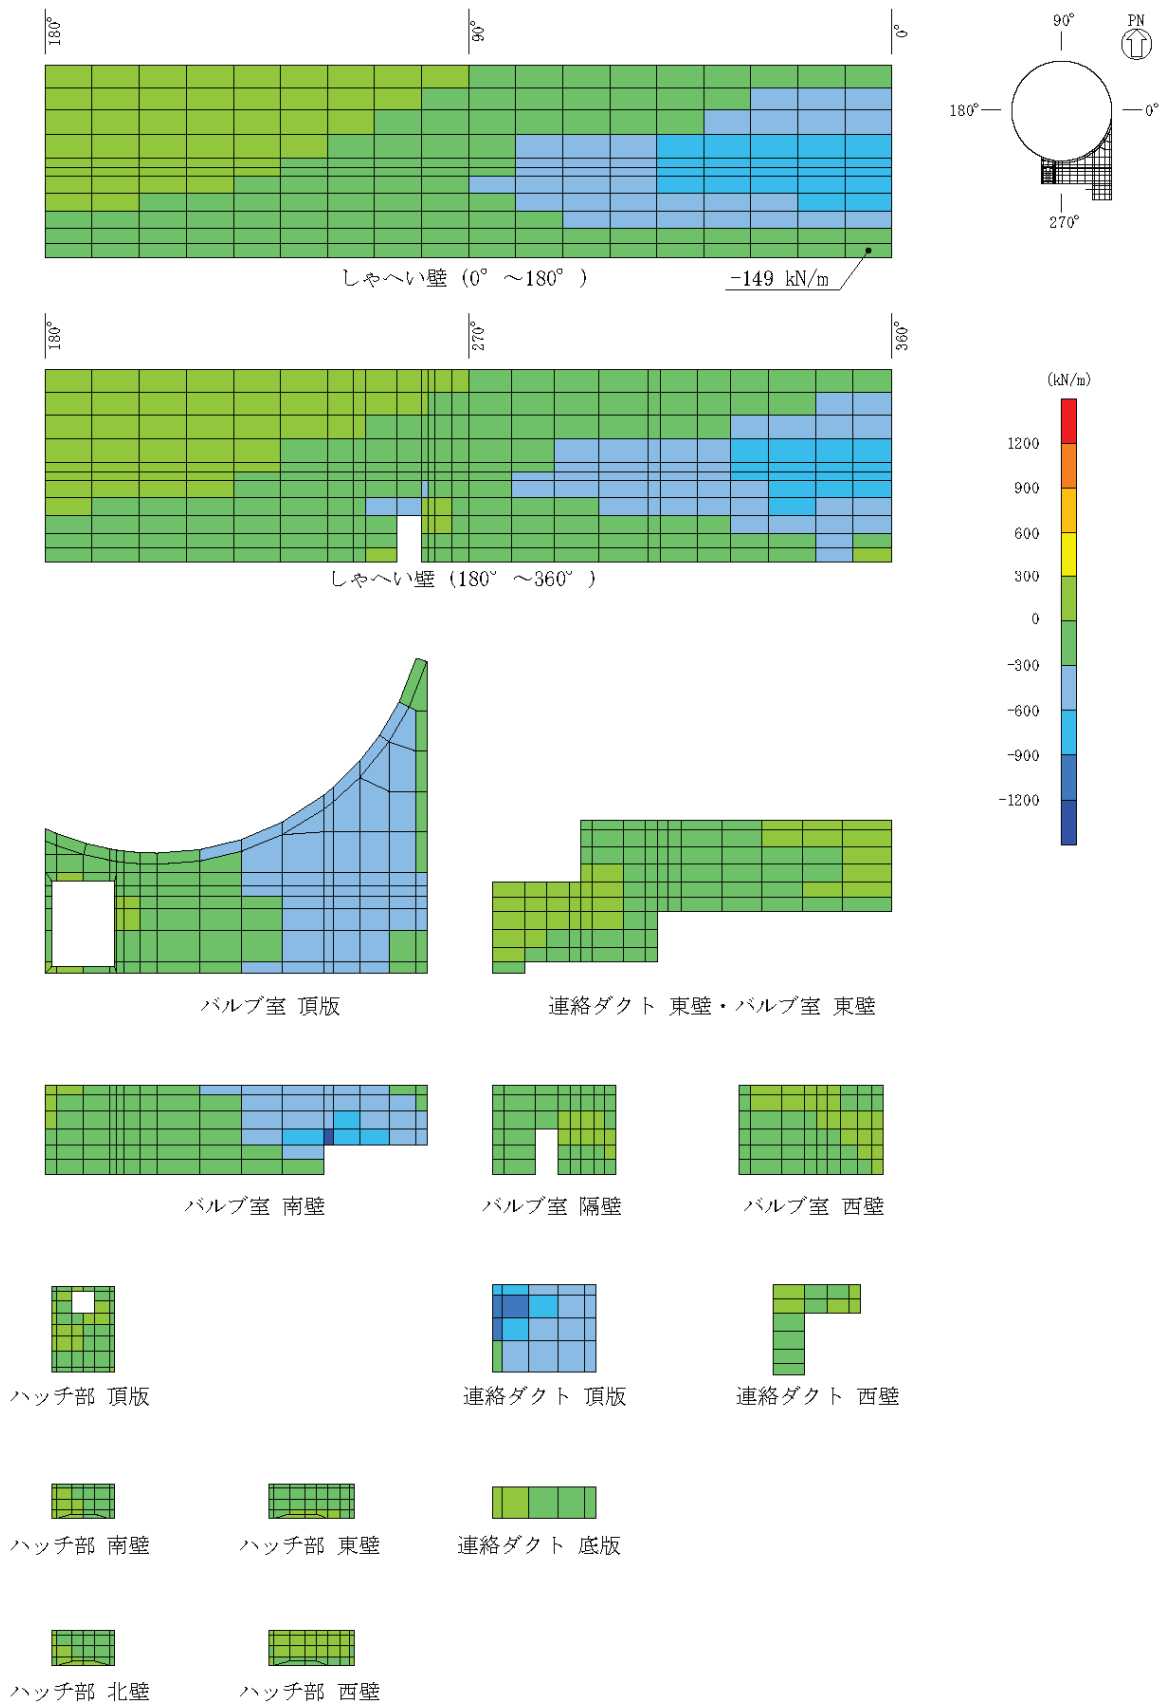 180°
90°
0°
90°
PN
180°
0°
270°
しゃへい壁 (0° ～180° )
-149 kN/m
180°
270°
360°
しゃへい壁 (180° ～360° )
(kN/m)
1200
900
600
300
0
-300
-600
-900
-1200
バルブ室 頂版
連絡ダクト 東壁・バルブ室 東壁
バルブ室 南壁
バルブ室 隔壁
バルブ室 西壁
ハッチ部 頂版
連絡ダクト 頂版
連絡ダクト 西壁
ハッチ部 南壁
ハッチ部 東壁
連絡ダクト 底版
ハッチ部 北壁
ハッチ部 西壁